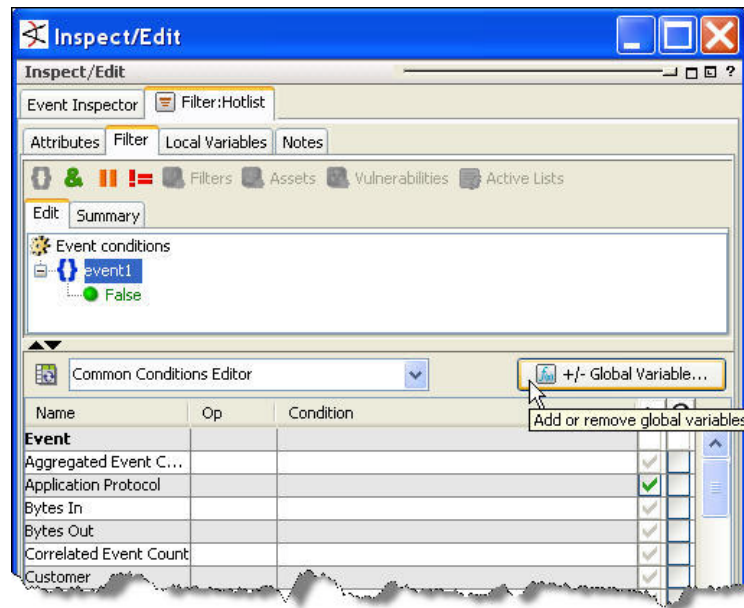 Inspect/Edit
Inspect/Edit
?
Event Inspector Filter:Hotlist
Attributes Filter Local Variables Notes
{} & || != Filters Assets Vulnerabilities Active Lists
Edit Summary
Event conditions
{} event1
False
Common Conditions Editor +/- Global Variable...
Name Op Condition
Add or remove global variables
Event
Aggregated Event C...
Application Protocol
Bytes In
Bytes Out
Correlated Event Count
Customer